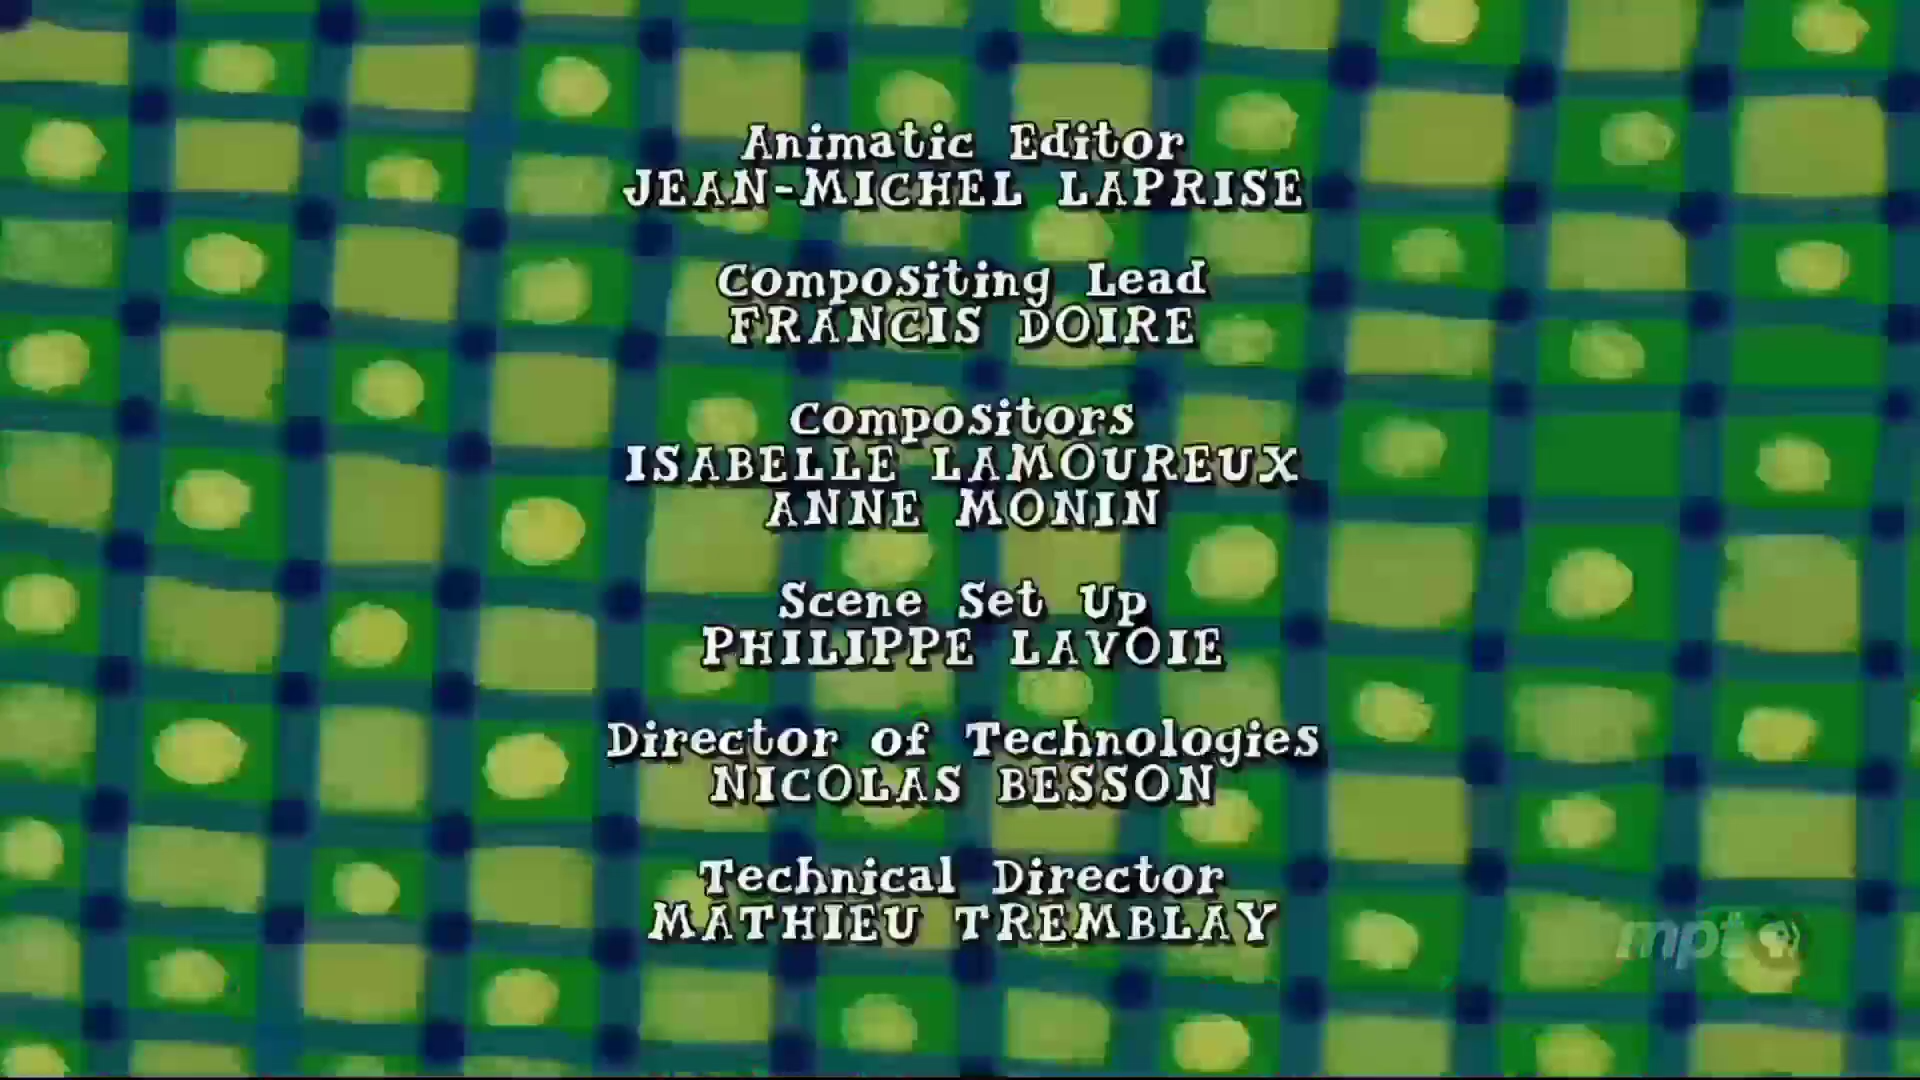 Animatic Editor
JEAN-MICHEL LAPRISE
Compositing Lead
FRANCIS DOIRE
Compositors
ISABELLE LAMOUREUX
ANNE MONIN
Scene Set Up
PHILIPPE LAVOIE
Director of Technologies
NICOLAS BESSON
Technical Director
MATHIEU TREMBLAY
mpt